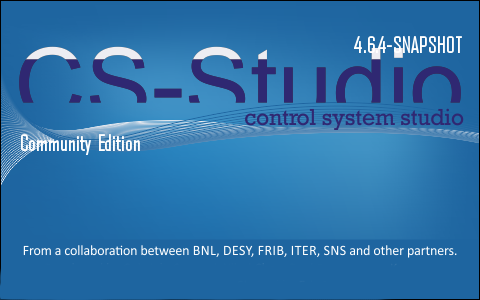 4.6.4-SNAPSHOT
CS-Studio
control system studio
Community Edition
From a collaboration between BNL, DESY, FRIB, ITER, SNS and other partners.